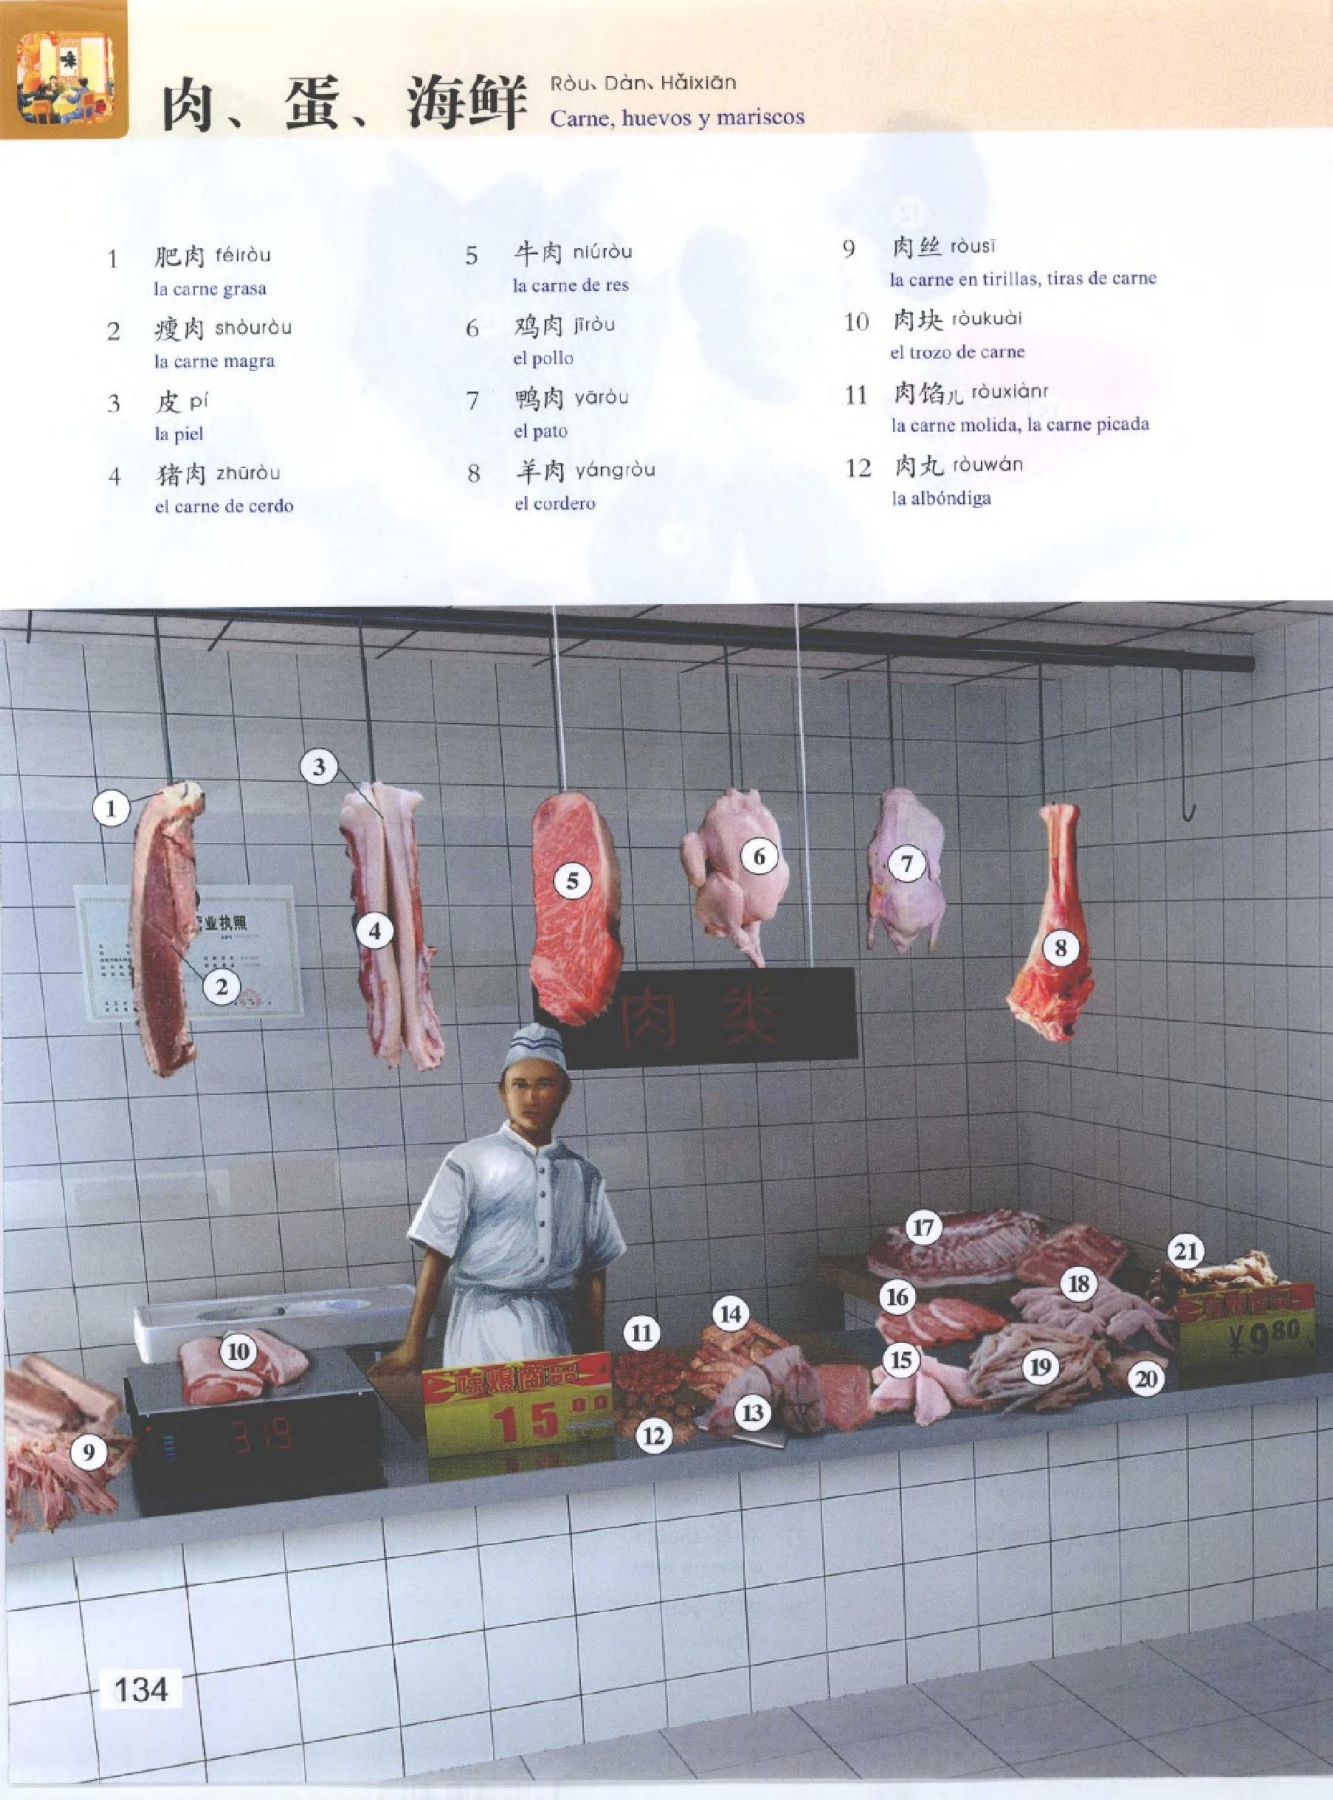 味
肉、蛋、海鲜 Ròu、Dàn、Hǎixiān
Carne, huevos y mariscos
1 肥肉 féiròu
la carne grasa
2 瘦肉 shòuròu
la carne magra
3 皮 pí
la piel
4 猪肉 zhūròu
el carne de cerdo
5 牛肉 niúròu
la carne de res
6 鸡肉 jīròu
el pollo
7 鸭肉 yāròu
el pato
8 羊肉 yángròu
el cordero
9 肉丝 ròusī
la carne en tirillas, tiras de carne
10 肉块 ròukuài
el trozo de carne
11 肉馅儿 ròuxiànr
la carne molida, la carne picada
12 肉丸 ròuwán
la albóndiga
3
1
6
7
5
4
8
2
业执照
肉类
17
21
18
16
14
11
10
15
19
20
13
12
9
¥9 80
惊爆商品
15 00
319
134